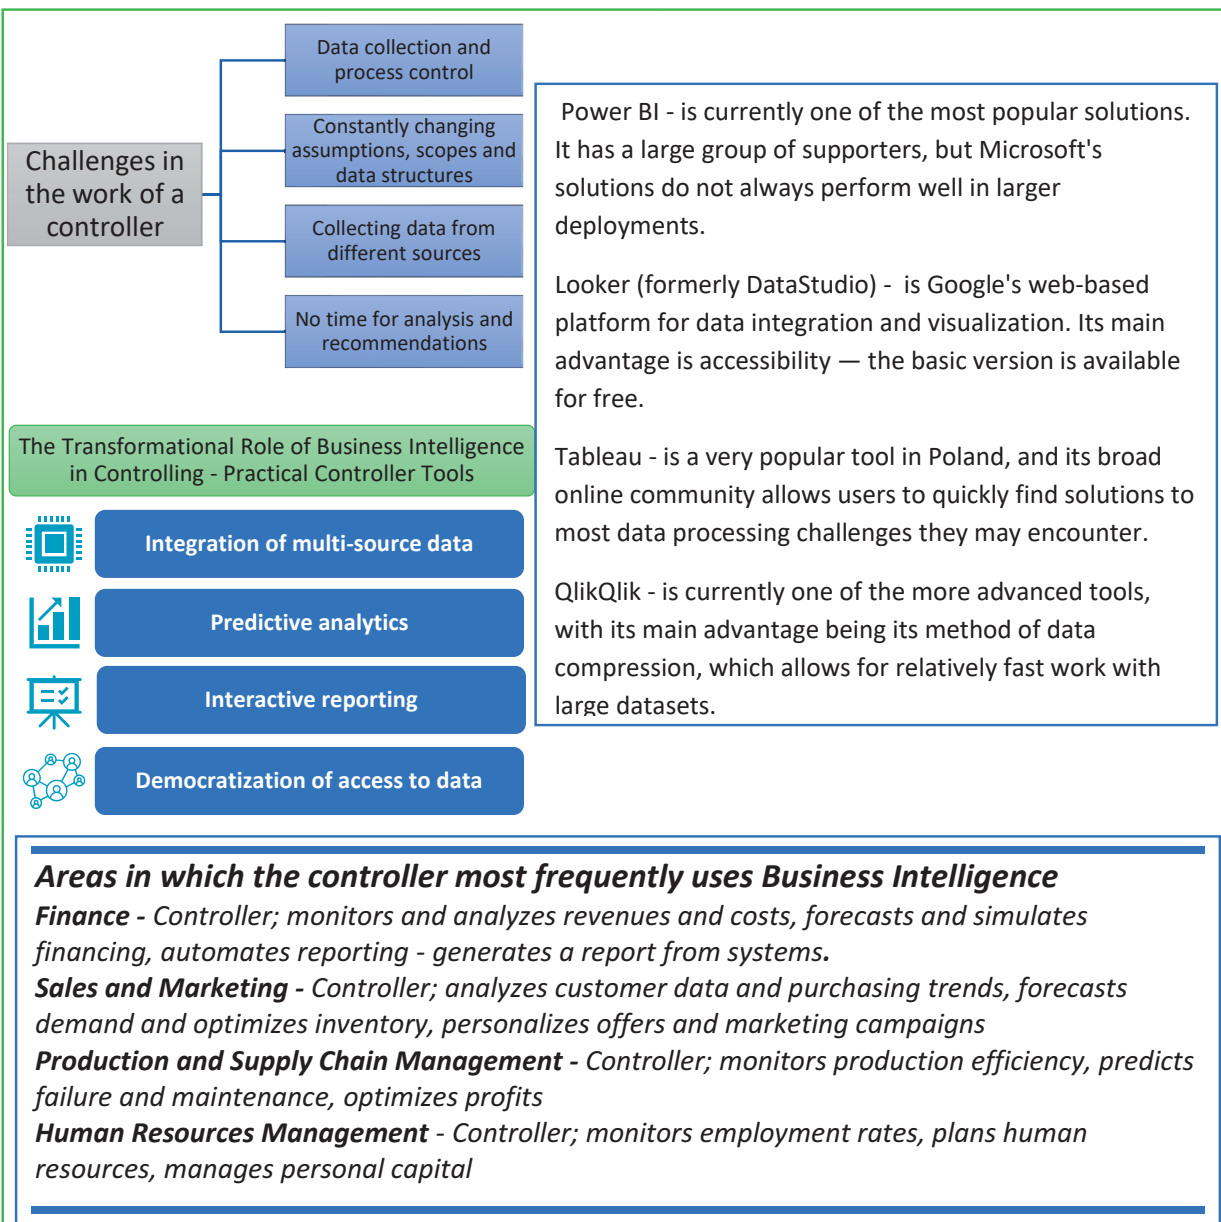 Challenges in
the work of a
controller
Data collection and
process control
Constantly changing
assumptions, scopes and
data structures
Collecting data from
different sources
No time for analysis and
recommendations
The Transformational Role of Business Intelligence
in Controlling - Practical Controller Tools
Integration of multi-source data
Predictive analytics
Interactive reporting
Democratization of access to data
Power BI - is currently one of the most popular solutions.
It has a large group of supporters, but Microsoft's
solutions do not always perform well in larger
deployments.
Looker (formerly DataStudio) - is Google's web-based
platform for data integration and visualization. Its main
advantage is accessibility — the basic version is available
for free.
Tableau - is a very popular tool in Poland, and its broad
online community allows users to quickly find solutions to
most data processing challenges they may encounter.
QlikQlik - is currently one of the more advanced tools,
with its main advantage being its method of data
compression, which allows for relatively fast work with
large datasets.
Areas in which the controller most frequently uses Business Intelligence
Finance - Controller; monitors and analyzes revenues and costs, forecasts and simulates
financing, automates reporting - generates a report from systems.
Sales and Marketing - Controller; analyzes customer data and purchasing trends, forecasts
demand and optimizes inventory, personalizes offers and marketing campaigns
Production and Supply Chain Management - Controller; monitors production efficiency, predicts
failure and maintenance, optimizes profits
Human Resources Management - Controller; monitors employment rates, plans human
resources, manages personal capital